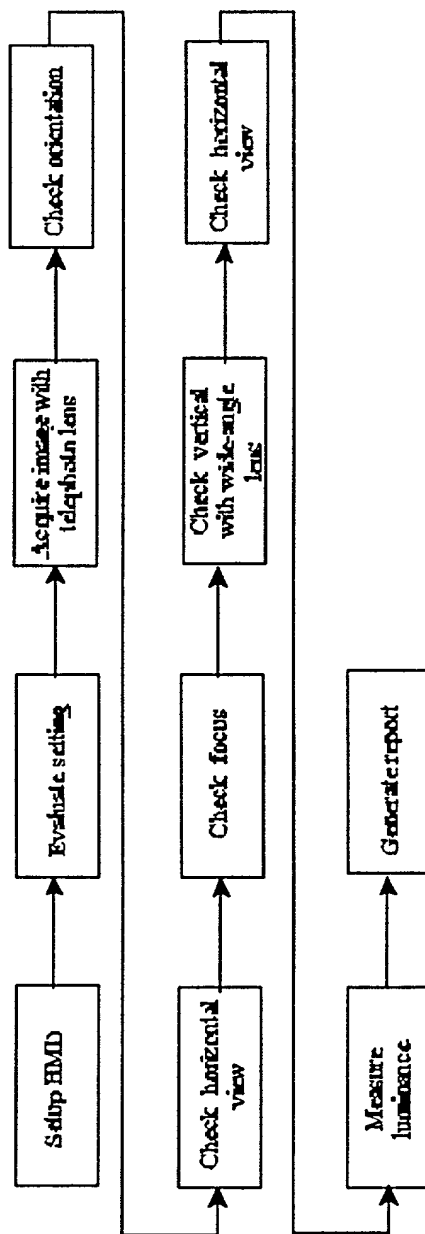 Setup HMD
Evaluate setting
Acquire image with
telephoto lens
Check orientation
Check horizontal
view
Check focus
Check vertical
with wide-angle
lens
Check horizontal
view
Measure
luminance
Generate report